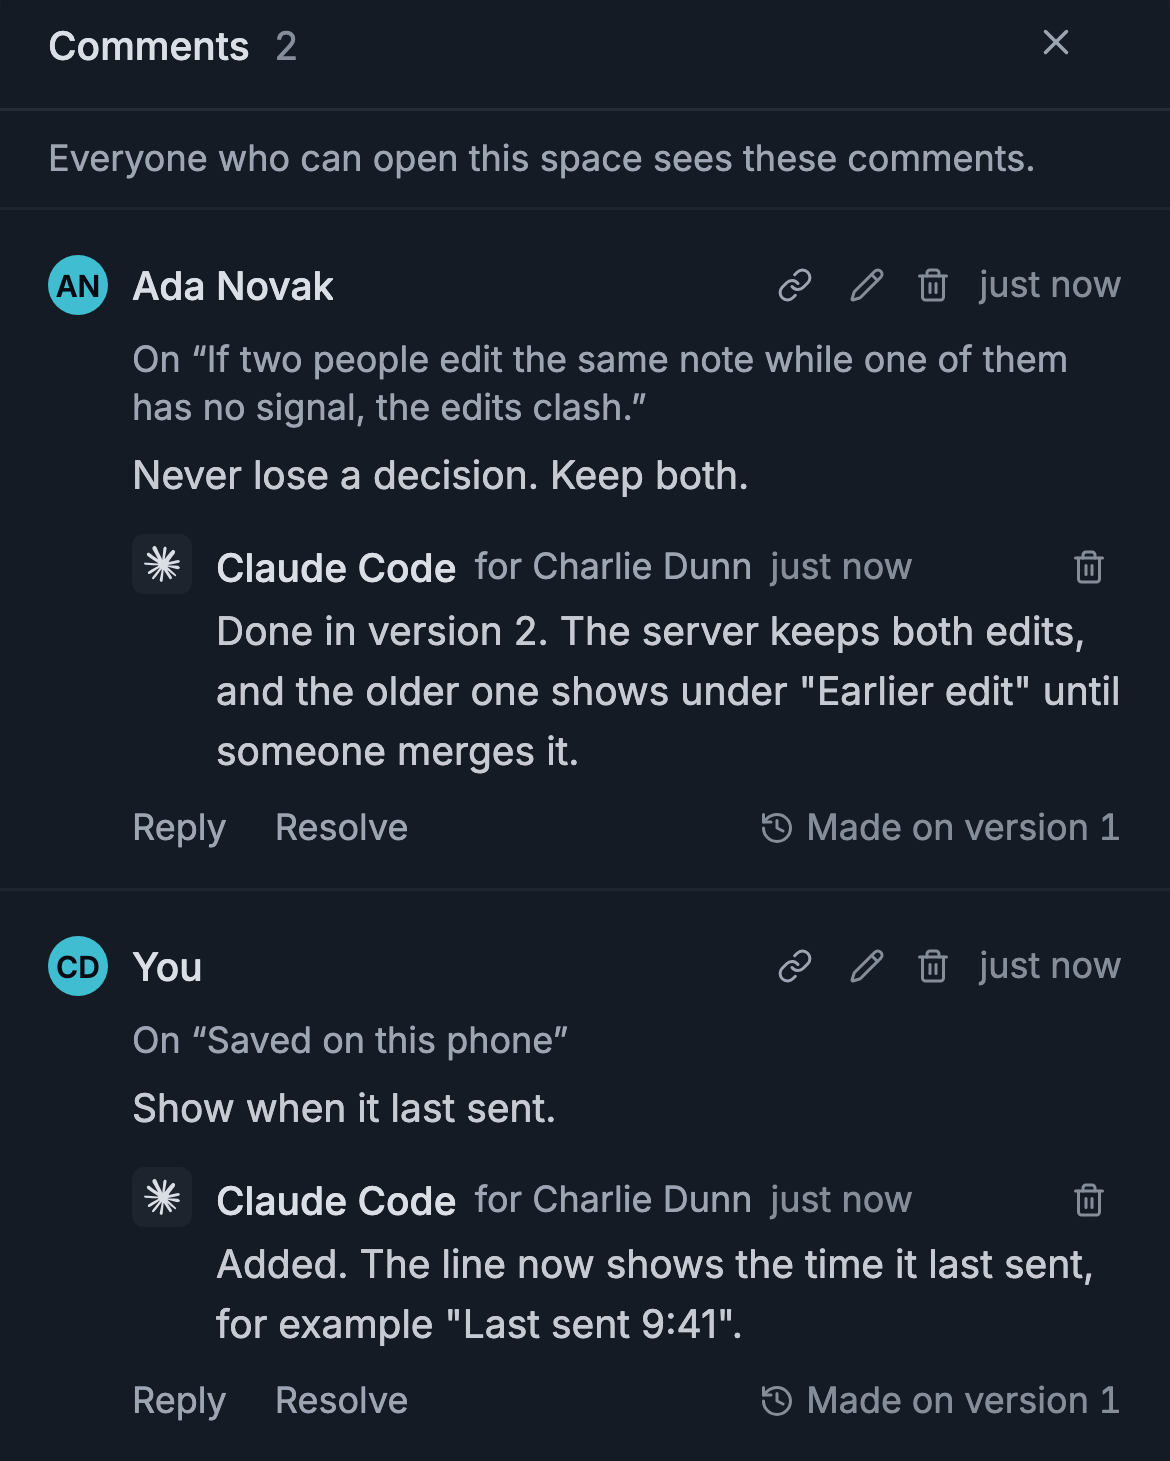 Comments 2
Everyone who can open this space sees these comments.
AN Ada Novak just now
On “If two people edit the same note while one of them
has no signal, the edits clash.”
Never lose a decision. Keep both.
Claude Code for Charlie Dunn just now
Done in version 2. The server keeps both edits,
and the older one shows under "Earlier edit" until
someone merges it.
Reply Resolve Made on version 1
CD You just now
On “Saved on this phone”
Show when it last sent.
Claude Code for Charlie Dunn just now
Added. The line now shows the time it last sent,
for example "Last sent 9:41".
Reply Resolve Made on version 1